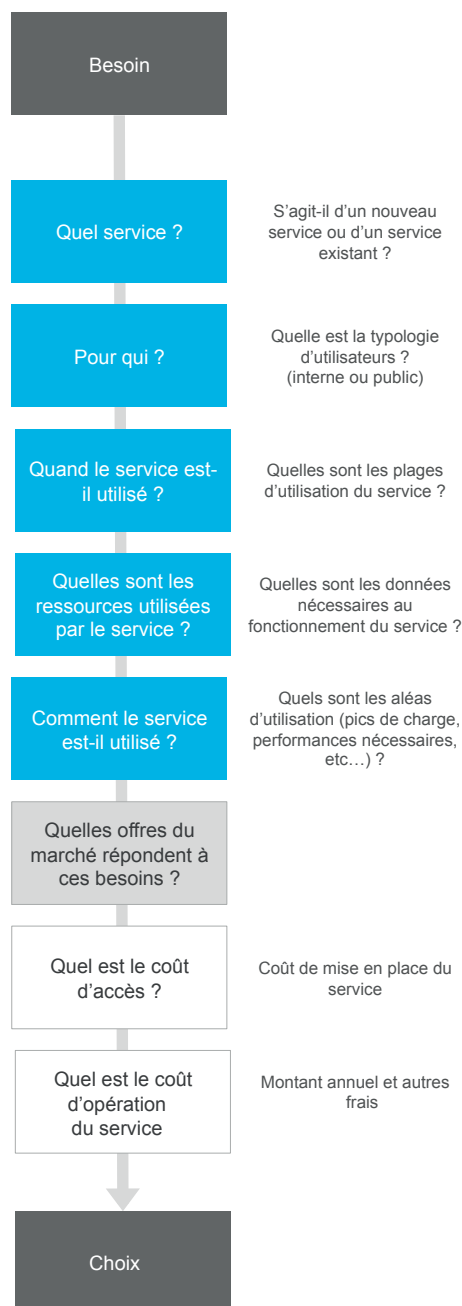 Besoin
Quel service ?
S’agit-il d’un nouveau
service ou d’un service
existant ?
Pour qui ?
Quelle est la typologie
d’utilisateurs ?
(interne ou public)
Quand le service est-
il utilisé ?
Quelles sont les plages
d’utilisation du service ?
Quelles sont les
ressources utilisées
par le service ?
Quelles sont les données
nécessaires au
fonctionnement du service ?
Comment le service
est-il utilisé ?
Quels sont les aléas
d’utilisation (pics de charge,
performances nécessaires,
etc…) ?
Quelles offres du
marché répondent à
ces besoins ?
Quel est le coût
d’accès ?
Coût de mise en place du
service
Quel est le coût
d’opération
du service
Montant annuel et autres
frais
Choix